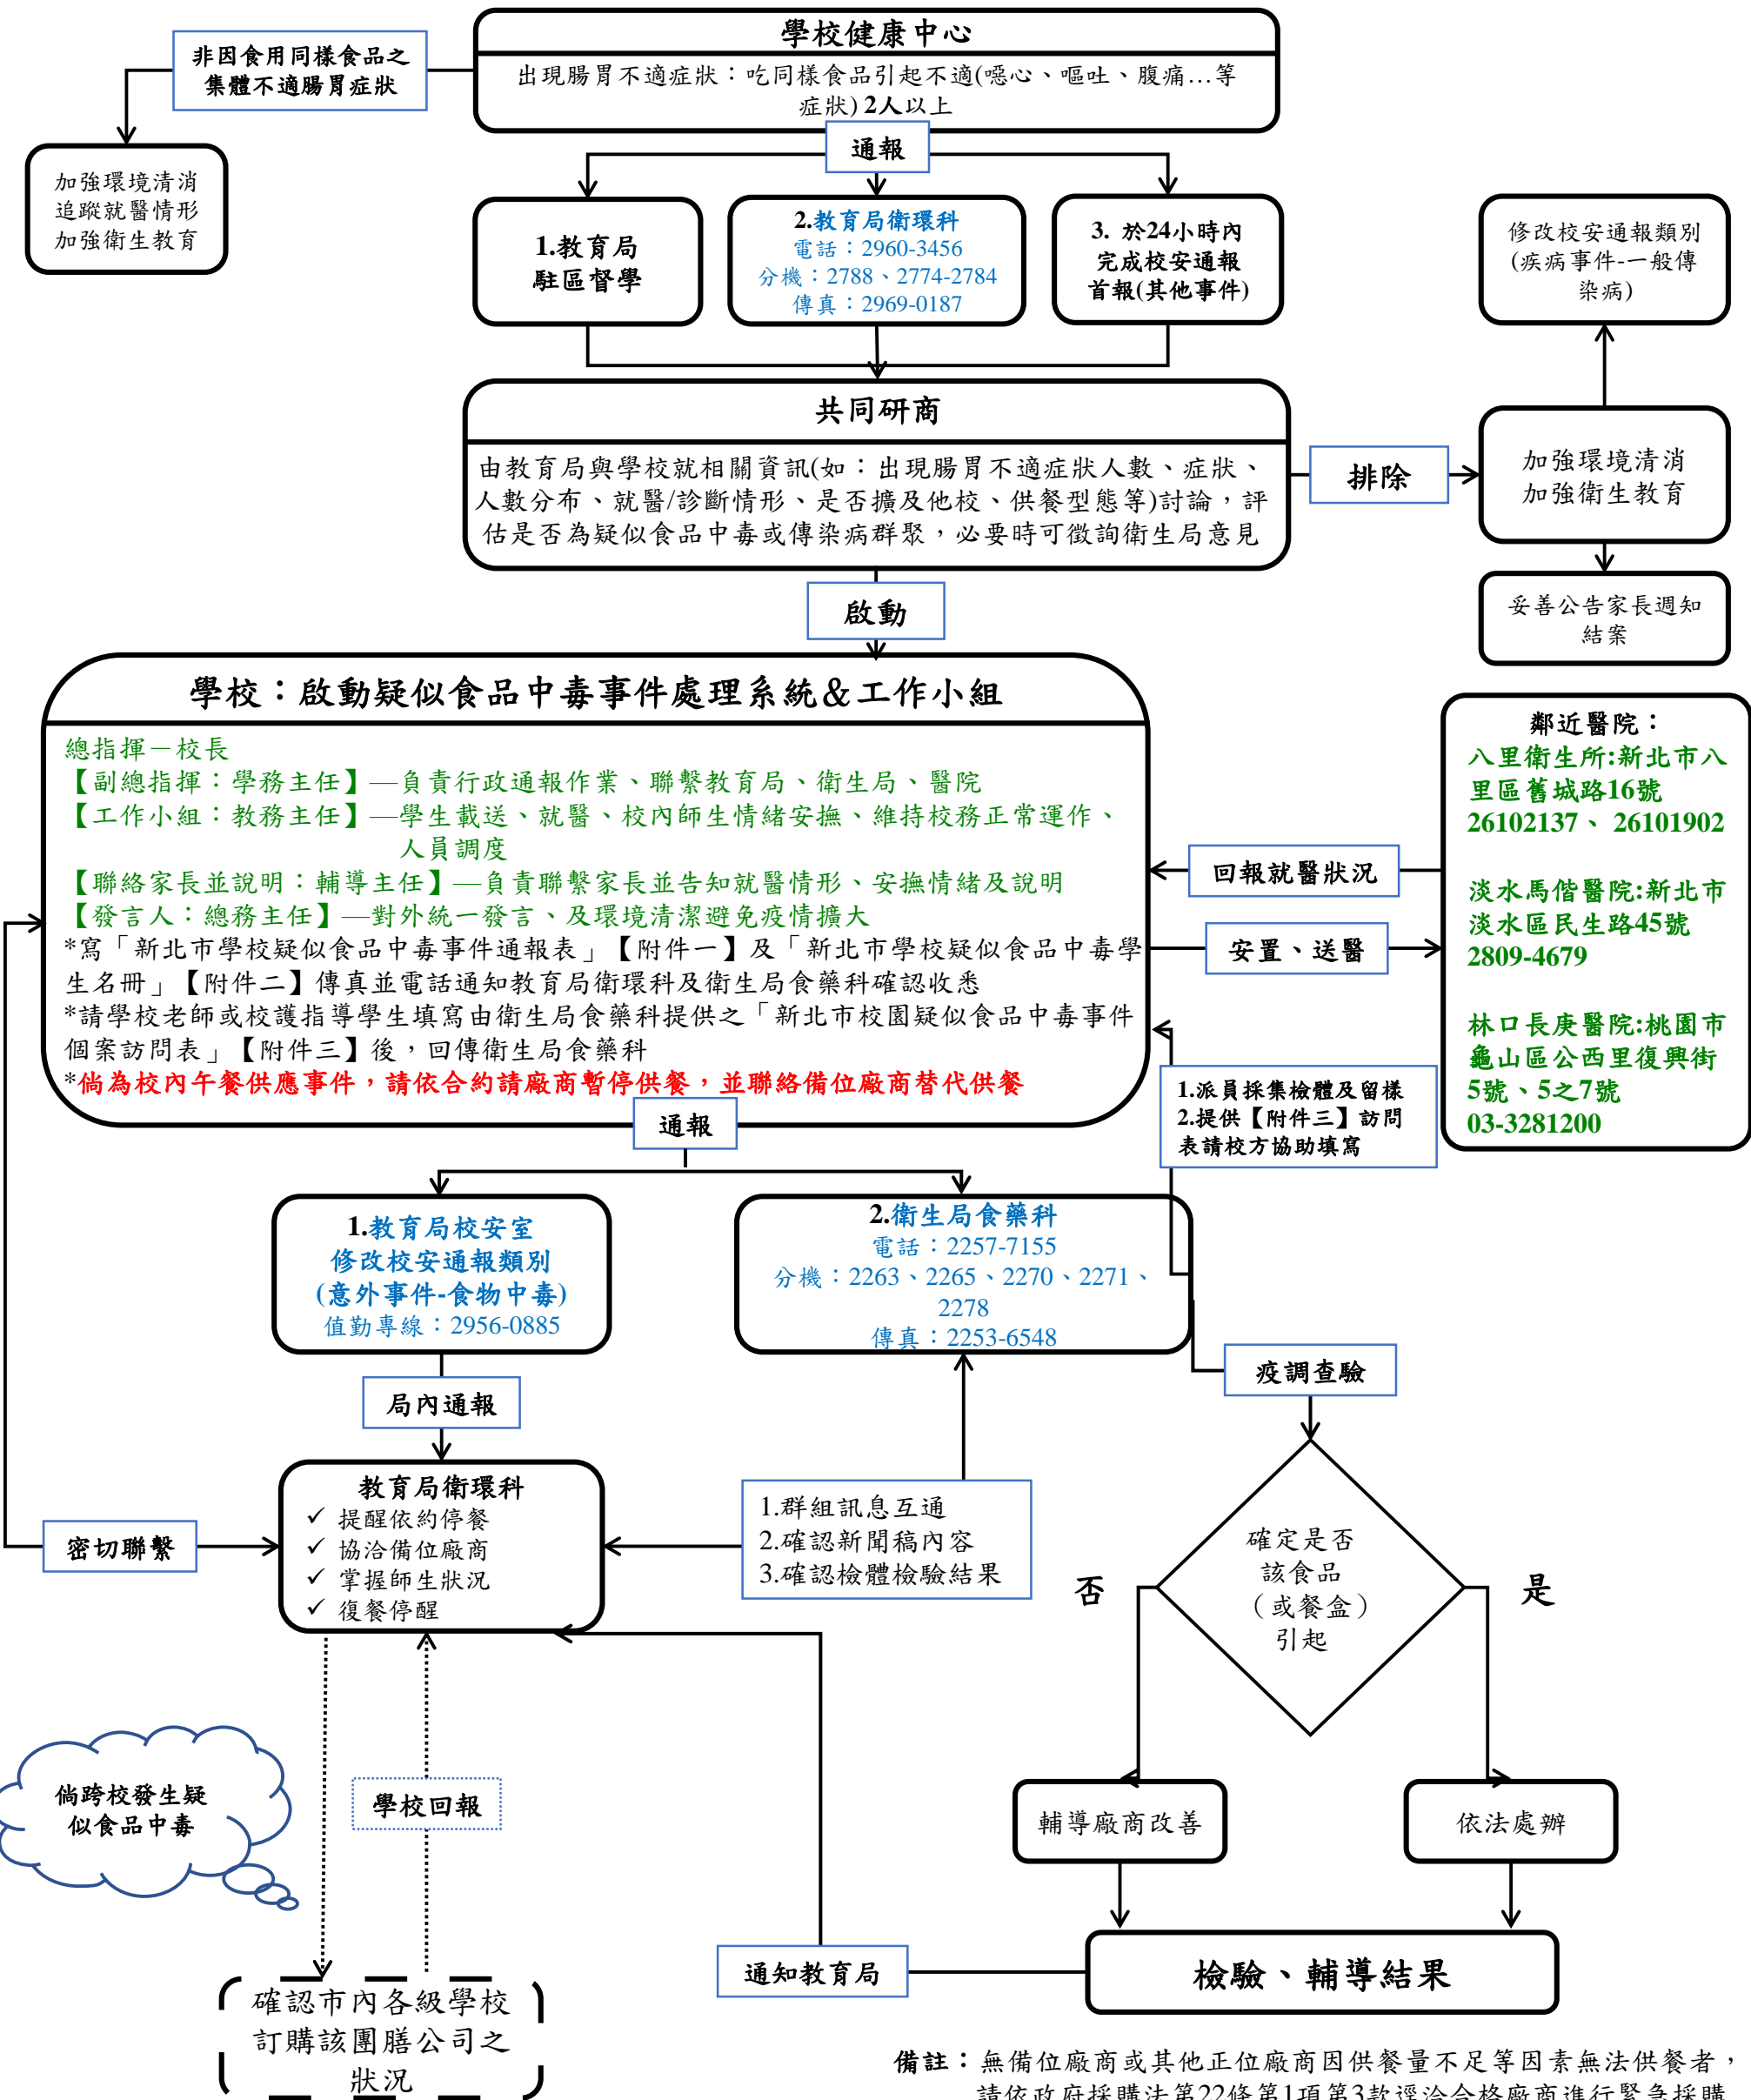 學校健康中心
出現腸胃不適症狀：吃同樣食品引起不適(噁心、嘔吐、腹痛…等
症狀) 2人以上
非因食用同樣食品之
集體不適腸胃症狀
加強環境清消
追蹤就醫情形
加強衛生教育
通報
1.教育局
駐區督學
2.教育局衛環科
電話：2960-3456
分機：2788、2774-2784
傳真：2969-0187
3. 於24小時內
完成校安通報
首報(其他事件)
修改校安通報類別
(疾病事件-一般傳
染病)
共同研商
由教育局與學校就相關資訊(如：出現腸胃不適症狀人數、症狀、
人數分布、就醫/診斷情形、是否擴及他校、供餐型態等)討論，評
估是否為疑似食品中毒或傳染病群聚，必要時可徵詢衛生局意見
排除
加強環境清消
加強衛生教育
妥善公告家長週知
結案
啟動
學校：啟動疑似食品中毒事件處理系統＆工作小組
總指揮－校長
【副總指揮：學務主任】—負責行政通報作業、聯繫教育局、衛生局、醫院
【工作小組：教務主任】—學生載送、就醫、校內師生情緒安撫、維持校務正常運作、
人員調度
【聯絡家長並說明：輔導主任】—負責聯繫家長並告知就醫情形、安撫情緒及說明
【發言人：總務主任】—對外統一發言、及環境清潔避免疫情擴大
*寫「新北市學校疑似食品中毒事件通報表」【附件一】及「新北市學校疑似食品中毒學
生名冊」【附件二】傳真並電話通知教育局衛環科及衛生局食藥科確認收悉
*請學校老師或校護指導學生填寫由衛生局食藥科提供之「新北市校園疑似食品中毒事件
個案訪問表」【附件三】後，回傳衛生局食藥科
*倘為校內午餐供應事件，請依合約請廠商暫停供餐，並聯絡備位廠商替代供餐
回報就醫狀況
安置、送醫
鄰近醫院：
八里衛生所:新北市八
里區舊城路16號
26102137、 26101902
淡水馬偕醫院:新北市
淡水區民生路45號
2809-4679
林口長庚醫院:桃園市
龜山區公西里復興街
5號、5之7號
03-3281200
1.派員採集檢體及留樣
2.提供【附件三】訪問
表請校方協助填寫
通報
1.教育局校安室
修改校安通報類別
(意外事件-食物中毒)
值勤專線：2956-0885
2.衛生局食藥科
電話：2257-7155
分機：2263、2265、2270、2271、
2278
傳真：2253-6548
疫調查驗
局內通報
教育局衛環科
✓ 提醒依約停餐
✓ 協洽備位廠商
✓ 掌握師生狀況
✓ 復餐停醒
密切聯繫
1.群組訊息互通
2.確認新聞稿內容
3.確認檢體檢驗結果
確定是否
該食品
（或餐盒）
引起
否
是
倘跨校發生疑
似食品中毒
學校回報
輔導廠商改善
依法處辦
通知教育局
檢驗、輔導結果
確認市內各級學校
訂購該團膳公司之
狀況
備註：無備位廠商或其他正位廠商因供餐量不足等因素無法供餐者，
請依政府採購法第22條第1項第3款逕洽合格廠商進行緊急採購